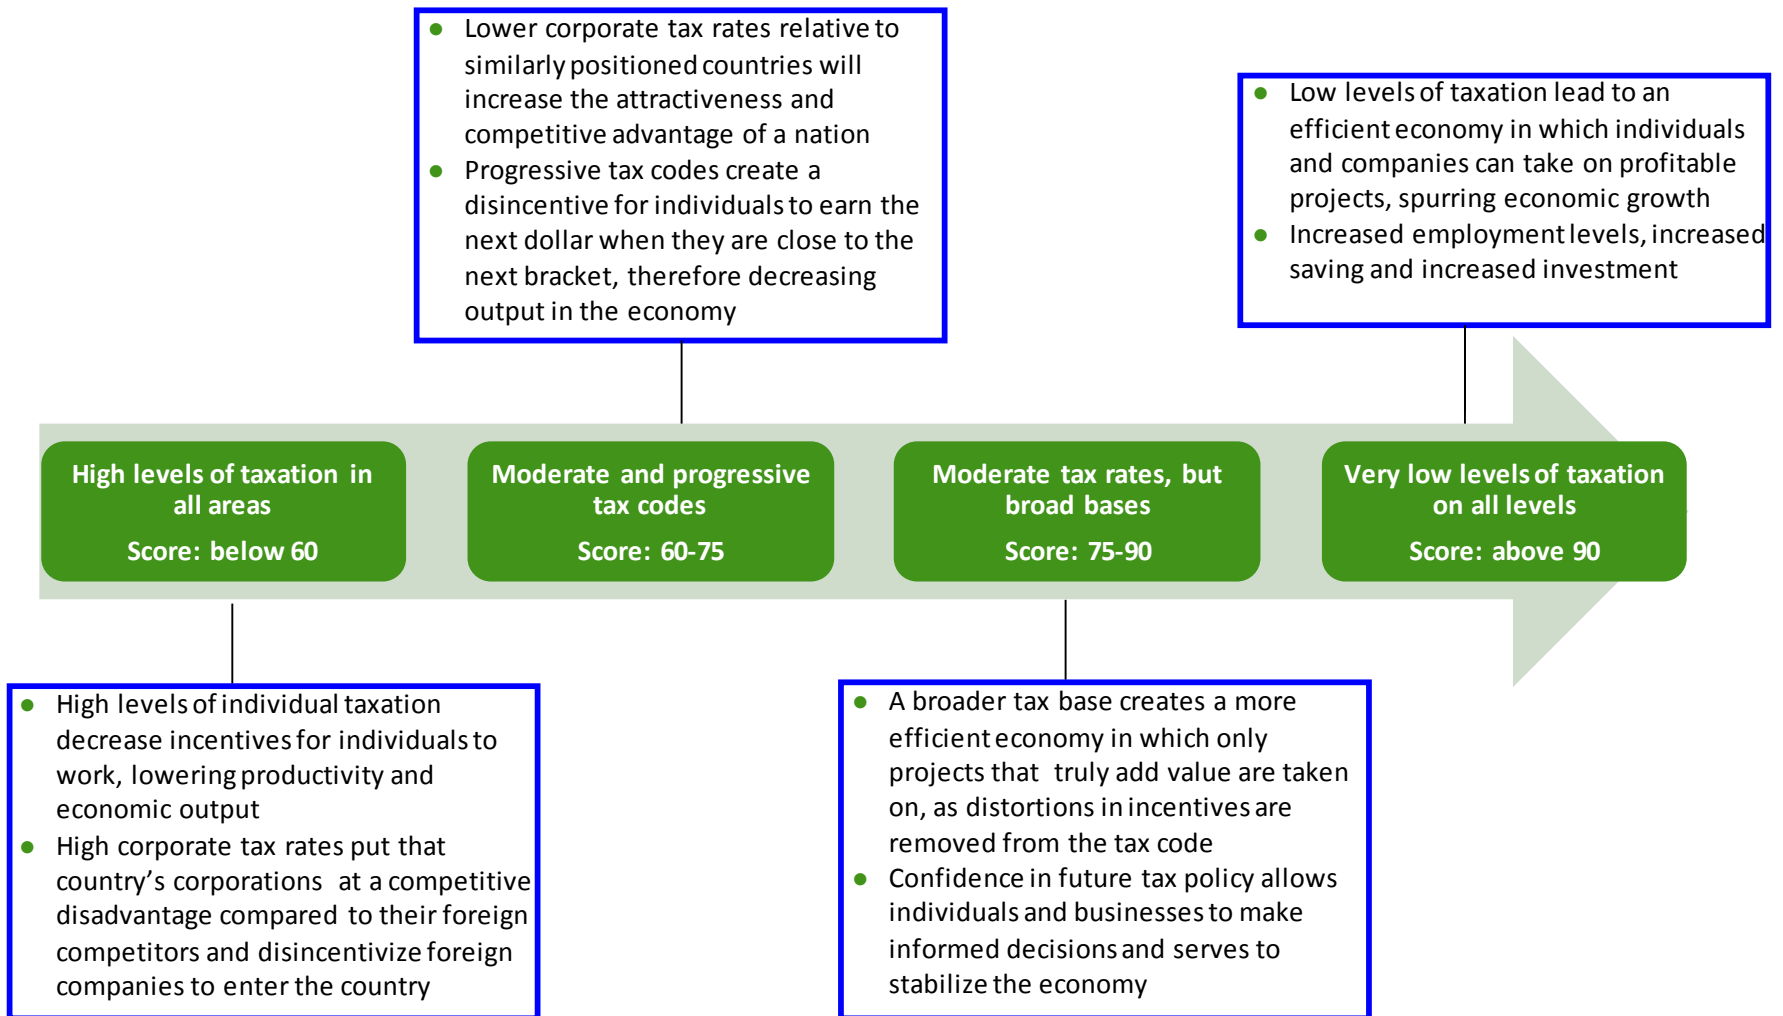 ● Lower corporate tax rates relative to
similarly positioned countries will
increase the attractiveness and
competitive advantage of a nation
● Progressive tax codes create a
disincentive for individuals to earn the
next dollar when they are close to the
next bracket, therefore decreasing
output in the economy
● Low levels of taxation lead to an
efficient economy in which individuals
and companies can take on profitable
projects, spurring economic growth
● Increased employment levels, increased
saving and increased investment
High levels of taxation in
all areas
Score: below 60
Moderate and progressive
tax codes
Score: 60-75
Moderate tax rates, but
broad bases
Score: 75-90
Very low levels of taxation
on all levels
Score: above 90
● High levels of individual taxation
decrease incentives for individuals to
work, lowering productivity and
economic output
● High corporate tax rates put that
country's corporations at a competitive
disadvantage compared to their foreign
competitors and disincentivize foreign
companies to enter the country
● A broader tax base creates a more
efficient economy in which only
projects that truly add value are taken
on, as distortions in incentives are
removed from the tax code
● Confidence in future tax policy allows
individuals and businesses to make
informed decisions and serves to
stabilize the economy